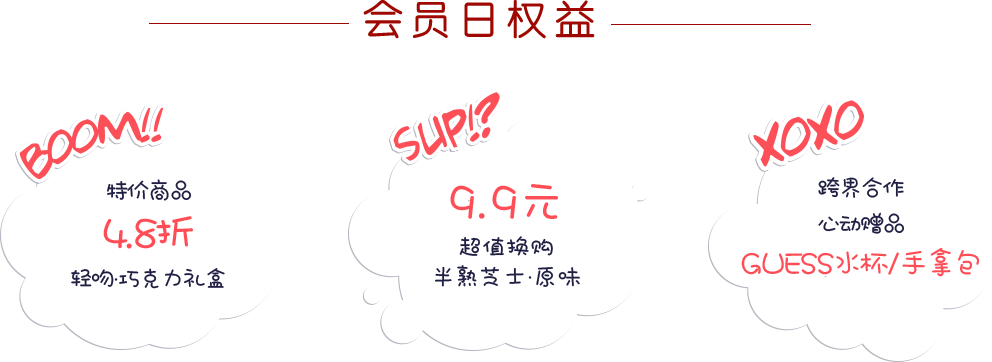 会员日权益
BOOM!!
特价商品
4.8折
轻吻·巧克力礼盒
SLIP!?
9.9元
超值换购
半熟芝士·原味
XOXO
跨界合作
心动赠品
GUESS水杯/手拿包